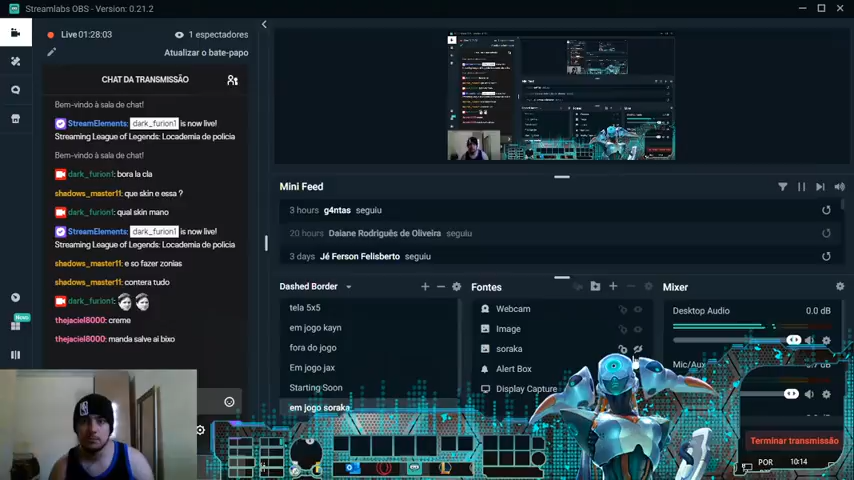 Streamlabs OBS - Version: 0.21.2
Live 01:28:03
1 espectadores
Atualizar o bate-papo
CHAT DA TRANSMISSÃO
Bem-vindo à sala de chat!
StreamElements: dark_furion1 is now live!
Streaming League of Legends: Locademia de policia
Bem-vindo à sala de chat!
dark_furion1: bora la cla
shadows_master11: que skin e essa ?
dark_furion1: qual skin mano
StreamElements: dark_furion1 is now live!
Streaming League of Legends: Locademia de policia
shadows_master11: e so fazer zonias
shadows_master11: contera tudo
dark_furion1:
thejaciel8000: creme
thejaciel8000: manda salve ai bixo
Novo
Mini Feed
3 hours g4ntas seguiu
20 hours Daiane Rodriguês de Oliveira seguiu
3 days Jé Ferson Felisberto seguiu
Dashed Border
tela 5x5
em jogo kayn
fora do jogo
Em jogo jax
Starting Soon
em jogo soraka
Fontes
Webcam
Image
soraka
Alert Box
Display Capture
Mixer
Desktop Audio 0.0 dB
Mic/Aux
Terminar transmissão
POR
10:14